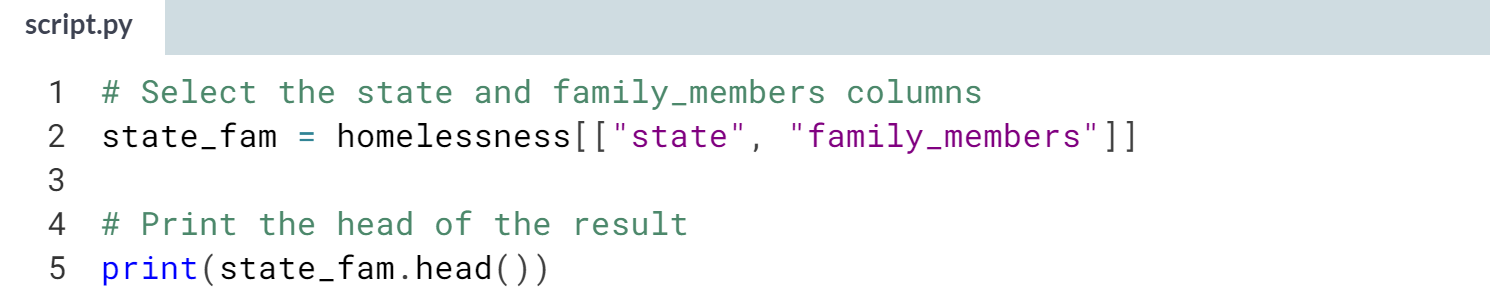 script.py
1 # Select the state and family_members columns
2 state_fam = homelessness[["state", "family_members"]]
3
4 # Print the head of the result
5 print(state_fam.head())